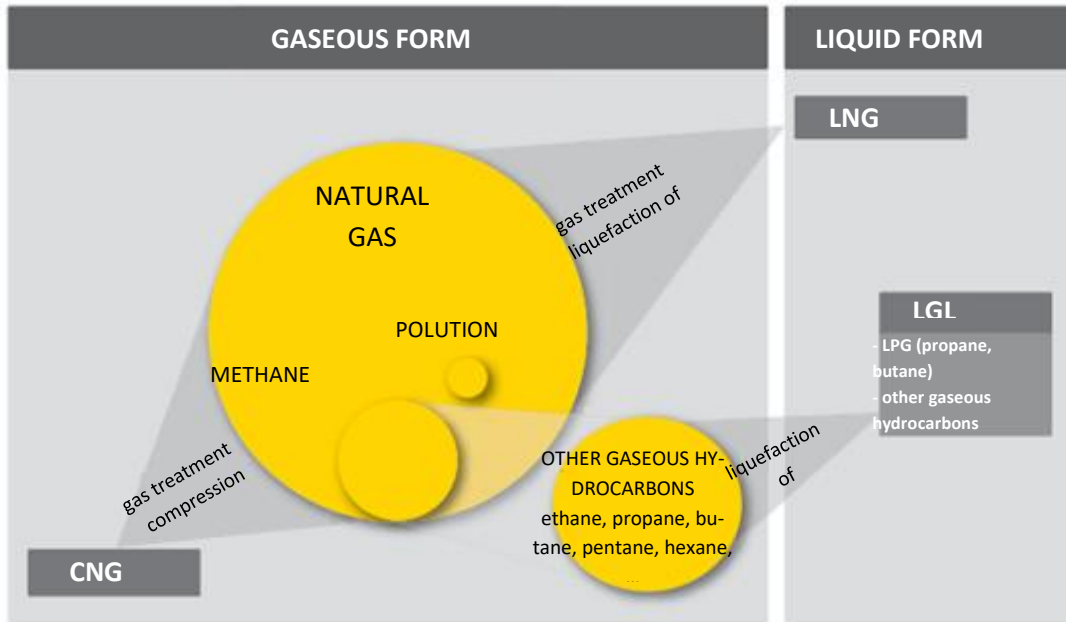 GASEOUS FORM
LIQUID FORM
LNG
NATURAL
GAS
gas treatment
liquefaction of
POLUTION
METHANE
LGL
- LPG (propane,
butane)
- other gaseous
hydrocarbons
gas treatment
compression
OTHER GASEOUS HY-
DROCARBONS
ethane, propane, bu-
tane, pentane, hexane,
...
liquefaction
of
CNG